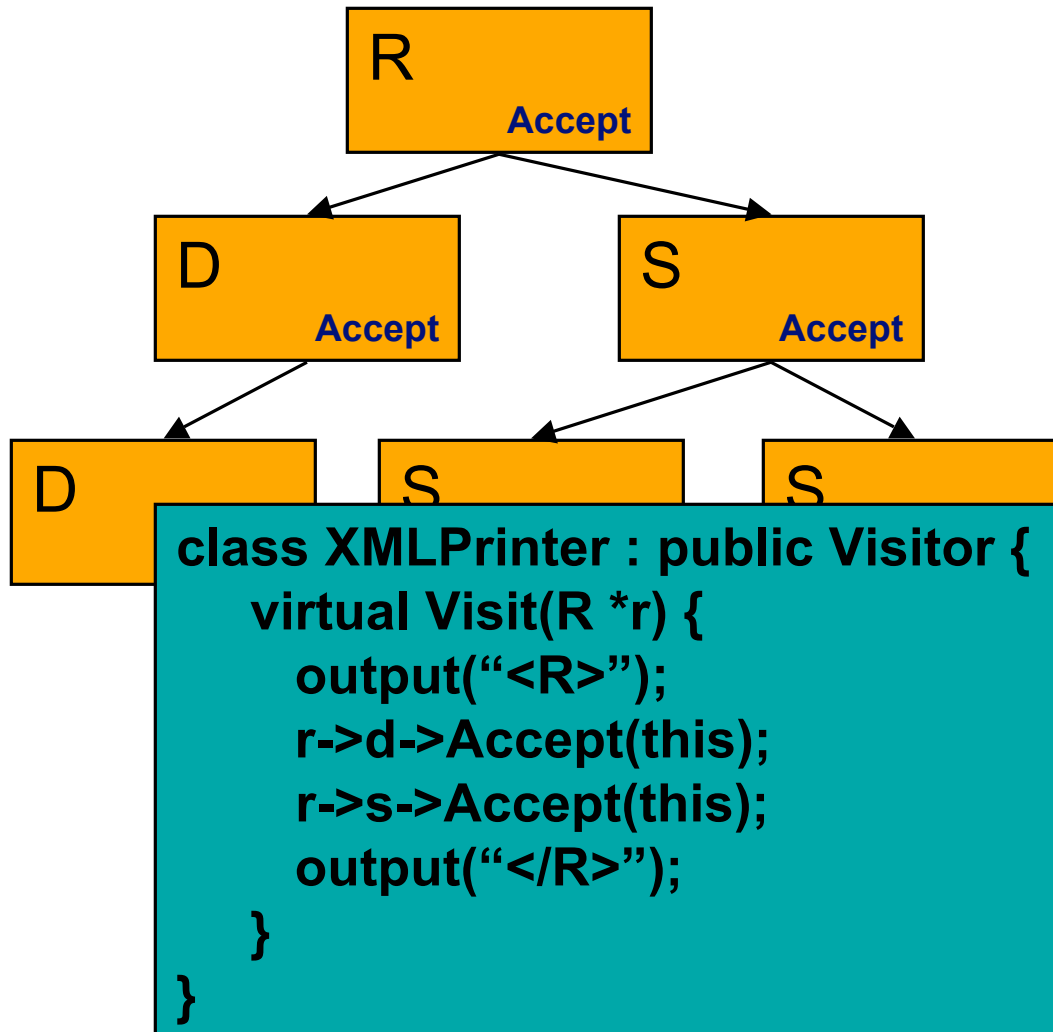 R
Accept
D
Accept
S
Accept
D
S
S
class XMLPrinter : public Visitor {
virtual Visit(R *r) {
output(“<R>”);
r->d->Accept(this);
r->s->Accept(this);
output(“</R>”);
}
}